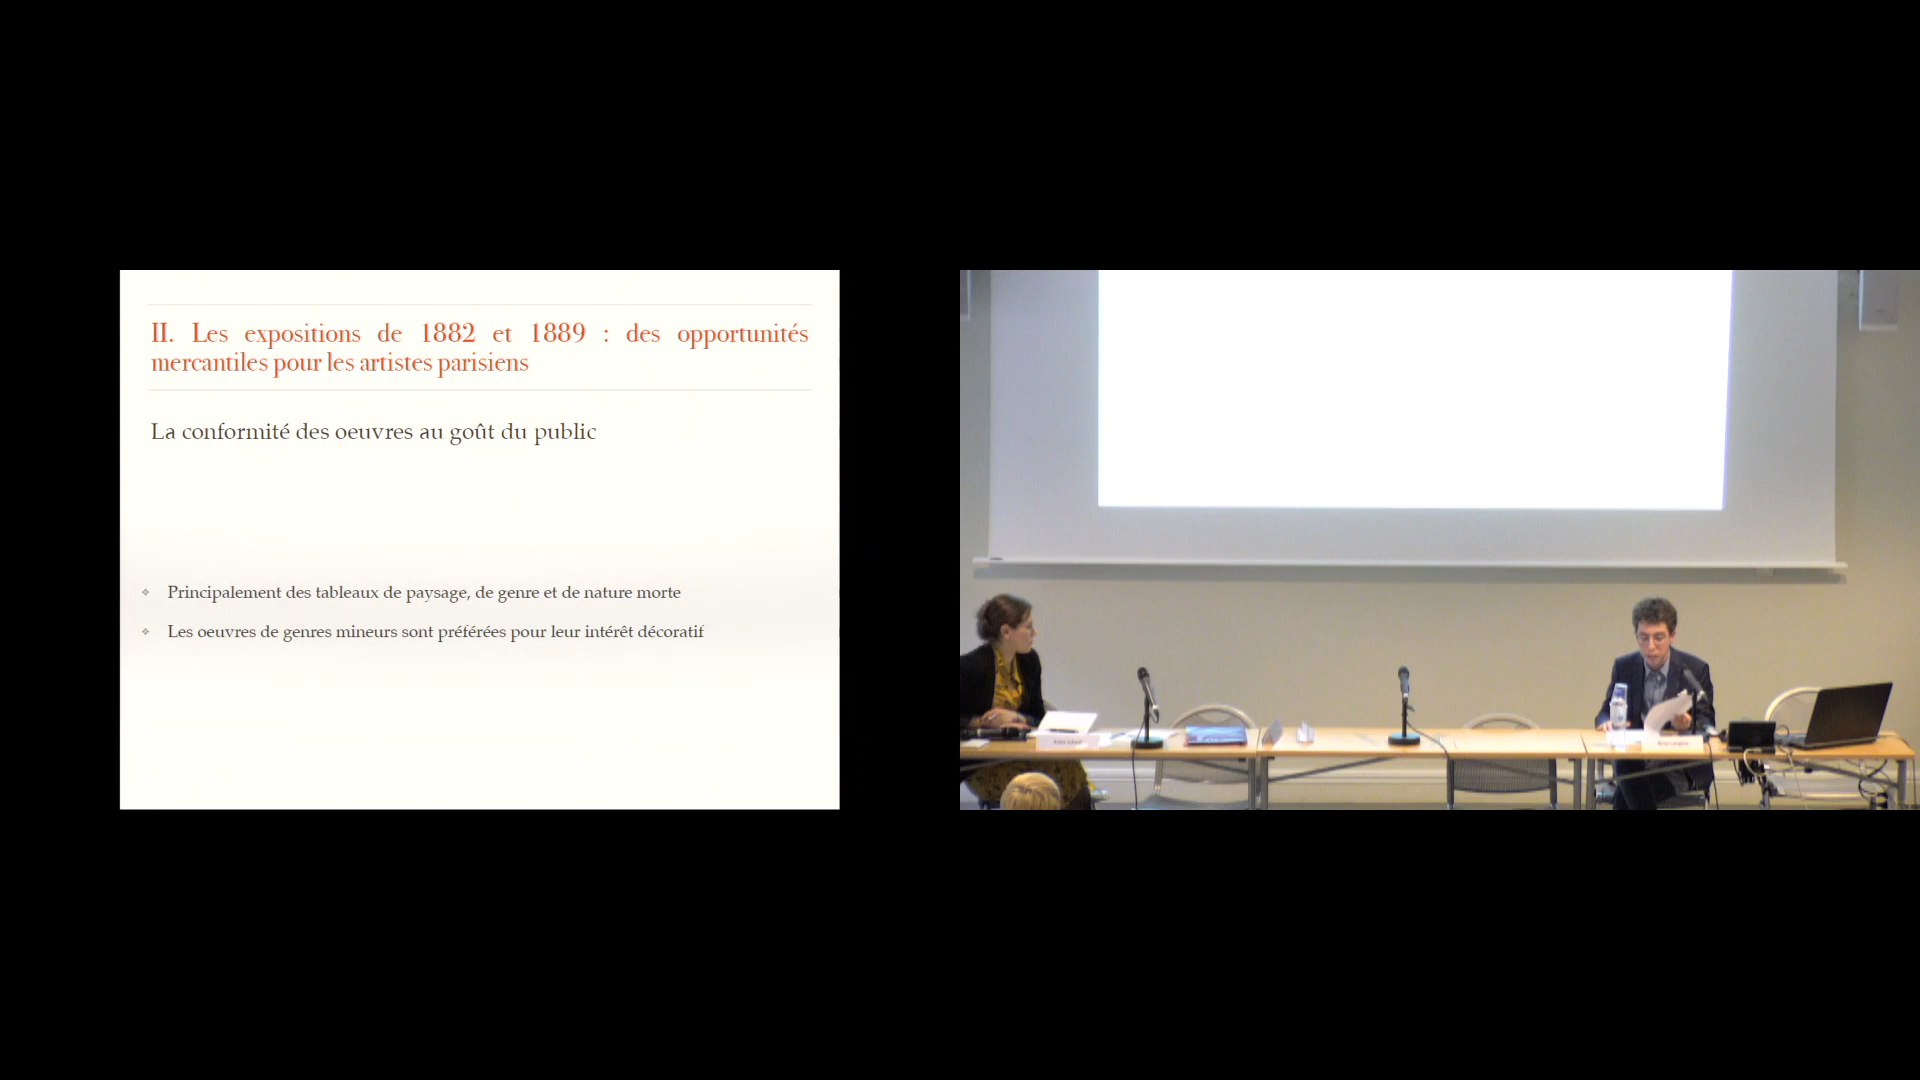 II. Les expositions de 1882 et 1889 : des opportunités
mercantiles pour les artistes parisiens
La conformité des oeuvres au goût du public
Principalement des tableaux de paysage, de genre et de nature morte
Les oeuvres de genres mineurs sont préférées pour leur intérêt décoratif